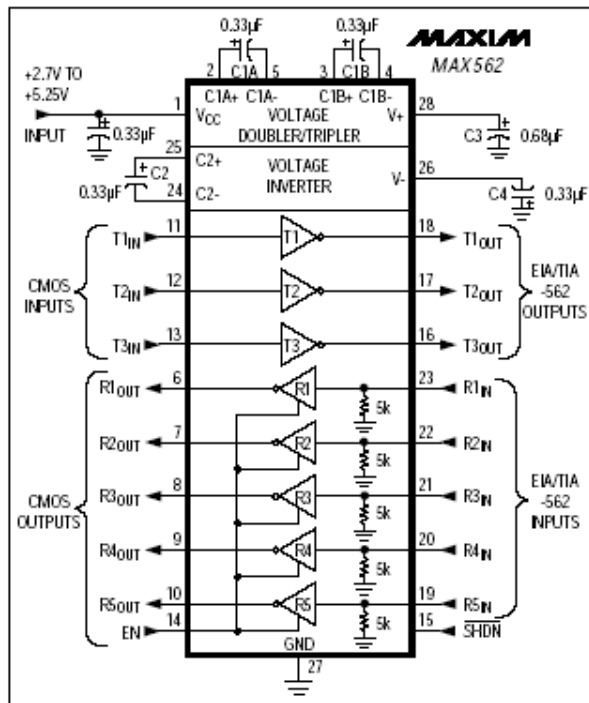 0.33µF
0.33µF
MAXIM
MAX562
2 C1A 5
3 C1B 4
+2.7V TO
+5.25V
INPUT
1
C1A+ C1A-
C1B+ C1B-
28
VCC
VOLTAGE
DOUBLER/TRIPLER
V+
0.33µF
C3
0.68µF
25
C2+
C2
0.33µF
24
C2-
VOLTAGE
INVERTER
V-
26
C4
0.33µF
T1IN 11 T1 18 T1OUT
T2IN 12 T2 17 T2OUT
T3IN 13 T3 16 T3OUT
CMOS
INPUTS
EIA/TIA
-562
OUTPUTS
R1OUT 6 R1 5k 23 R1IN
R2OUT 7 R2 5k 22 R2IN
R3OUT 8 R3 5k 21 R3IN
R4OUT 9 R4 5k 20 R4IN
R5OUT 10 R5 5k 19 R5IN
CMOS
OUTPUTS
EIA/TIA
-562
INPUTS
EN 14
15 SHDN
GND
27